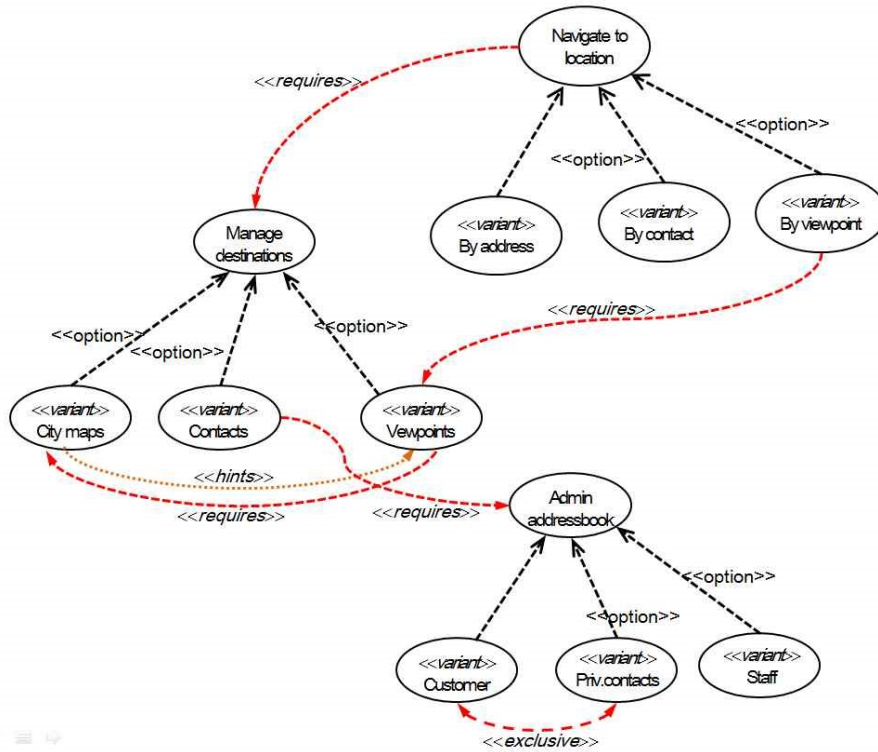 Navigate to
location
<<requires>>
<<option>>
<<option>>
<<variant>>
By address
<<variant>>
By contact
<<variant>>
By viewpoint
Manage
destinations
<<requires>>
<<option>>
<<option>>
<<option>>
<<variant>>
City maps
<<variant>>
Contacts
<<variant>>
Vewpoints
<<hints>>
<<requires>>
<<requires>>
Admin
addressbook
<<option>>
<<option>>
<<variant>>
Customer
<<variant>>
Priv.contacts
<<variant>>
Staff
<<exclusive>>